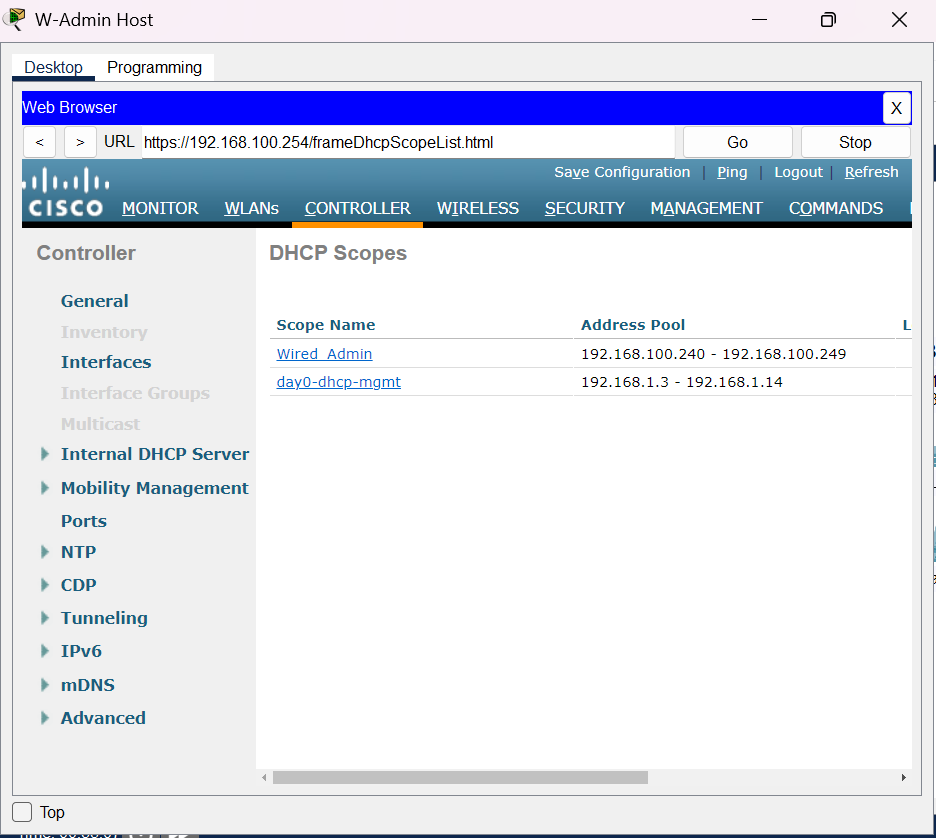 W-Admin Host
Desktop Programming
Web Browser X
< > URL https://192.168.100.254/frameDhcpScopeList.html Go Stop
Save Configuration | Ping | Logout | Refresh
CISCO MONITOR WLANs CONTROLLER WIRELESS SECURITY MANAGEMENT COMMANDS
Controller
General
Inventory
Interfaces
Interface Groups
Multicast
Internal DHCP Server
Mobility Management
Ports
NTP
CDP
Tunneling
IPv6
mDNS
Advanced
DHCP Scopes
Scope Name Address Pool L
Wired_Admin 192.168.100.240 - 192.168.100.249
day0-dhcp-mgmt 192.168.1.3 - 192.168.1.14
Top